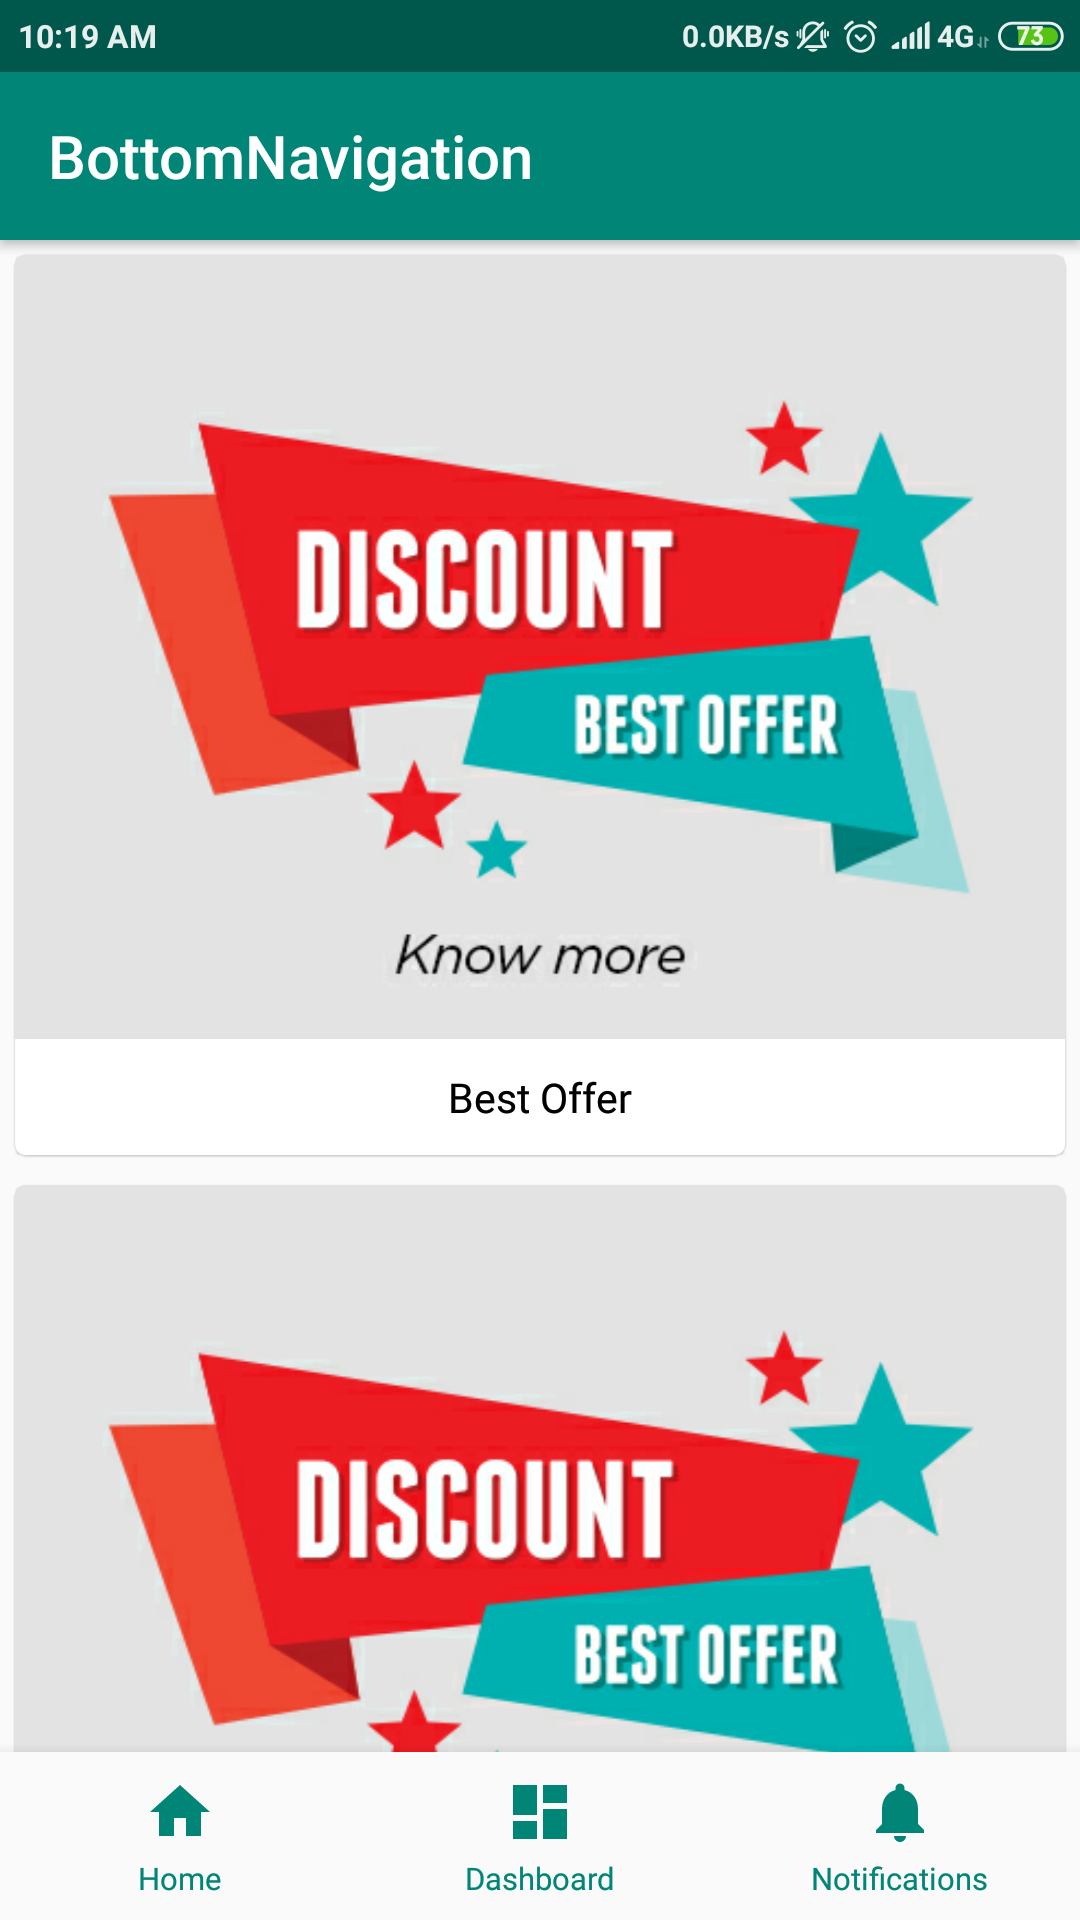 10:19 AM 0.0KB/s 4G 73
BottomNavigation
DISCOUNT
BEST OFFER
Know more
Best Offer
DISCOUNT
BEST OFFER
Home Dashboard Notifications